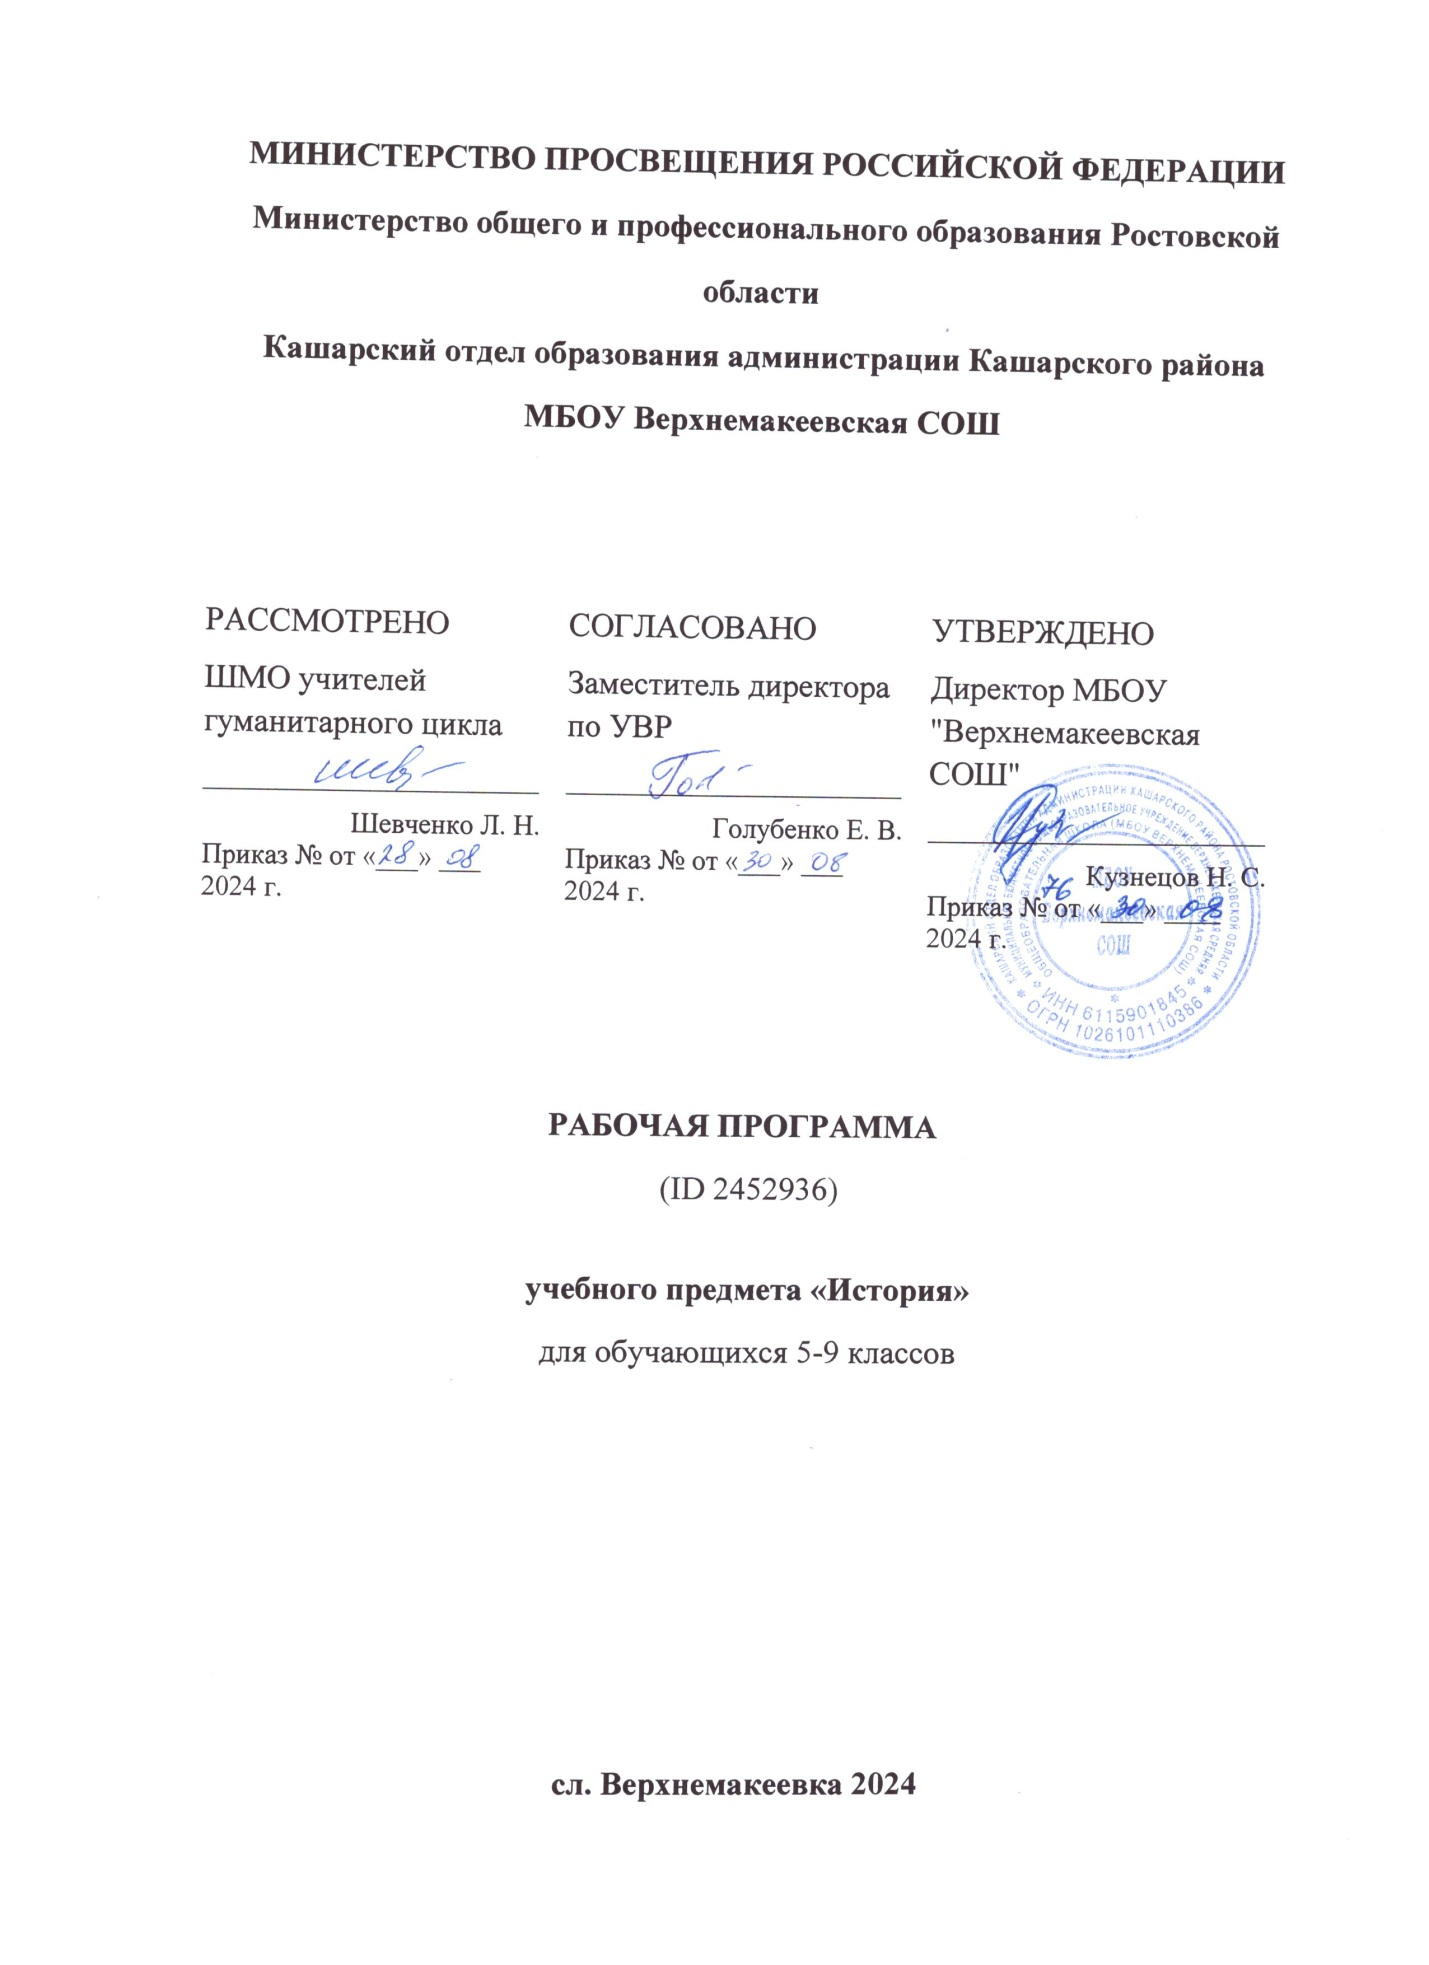 МИНИСТЕРСТВО ПРОСВЕЩЕНИЯ РОССИЙСКОЙ ФЕДЕРАЦИИ
Министерство общего и профессионального образования Ростовской
области
Кашарский отдел образования администрации Кашарского района
МБОУ Верхнемакеевская СОШ
РАССМОТРЕНО
ШМО учителей
гуманитарного цикла
Шевченко Л. Н.
Приказ № от «28» 08
2024 г.
СОГЛАСОВАНО
Заместитель директора
по УВР
Голубенко Е. В.
Приказ № от «30» 08
2024 г.
УТВЕРЖДЕНО
Директор МБОУ
"Верхнемакеевская
СОШ"
Кузнецов Н. С.
76
Приказ № от «30» 08
2024 г.
Верхнемакеевская
СОШ
ИНН 6115901845
ОГРН 1026101110386
РАБОЧАЯ ПРОГРАММА
(ID 2452936)
учебного предмета «История»
для обучающихся 5-9 классов
сл. Верхнемакеевка 2024